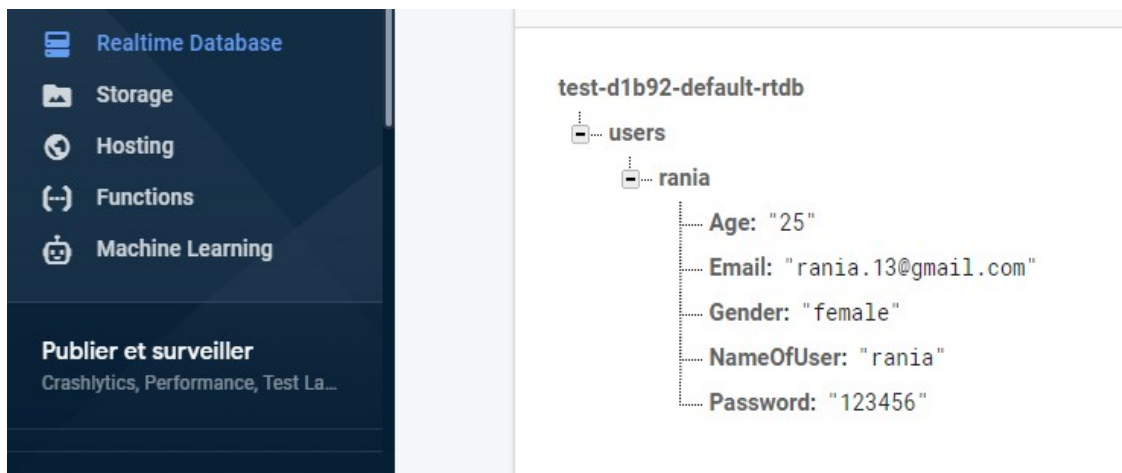 Realtime Database
Storage
Hosting
Functions
Machine Learning
Publier et surveiller
Crashlytics, Performance, Test La...
test-d1b92-default-rtdb
users
rania
Age: "25"
Email: "rania.13@gmail.com"
Gender: "female"
NameOfUser: "rania"
Password: "123456"